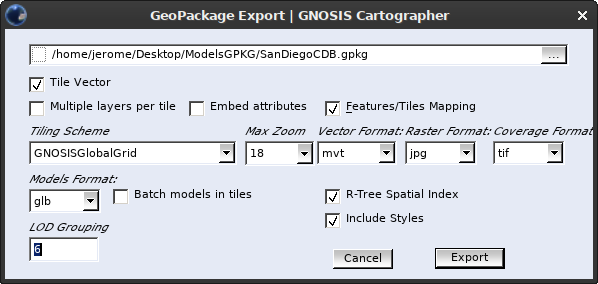 GeoPackage Export | GNOSIS Cartographer
/home/jerome/Desktop/ModelsGPKG/SanDiegoCDB.gpkg ...
Tile Vector
Multiple layers per tile Embed attributes Features/Tiles Mapping
Tiling Scheme Max Zoom Vector Format: Raster Format: Coverage Format
GNOSISGlobalGrid 18 mvt jpg tif
Models Format:
glb Batch models in tiles R-Tree Spatial Index
Include Styles
LOD Grouping
6
Cancel Export